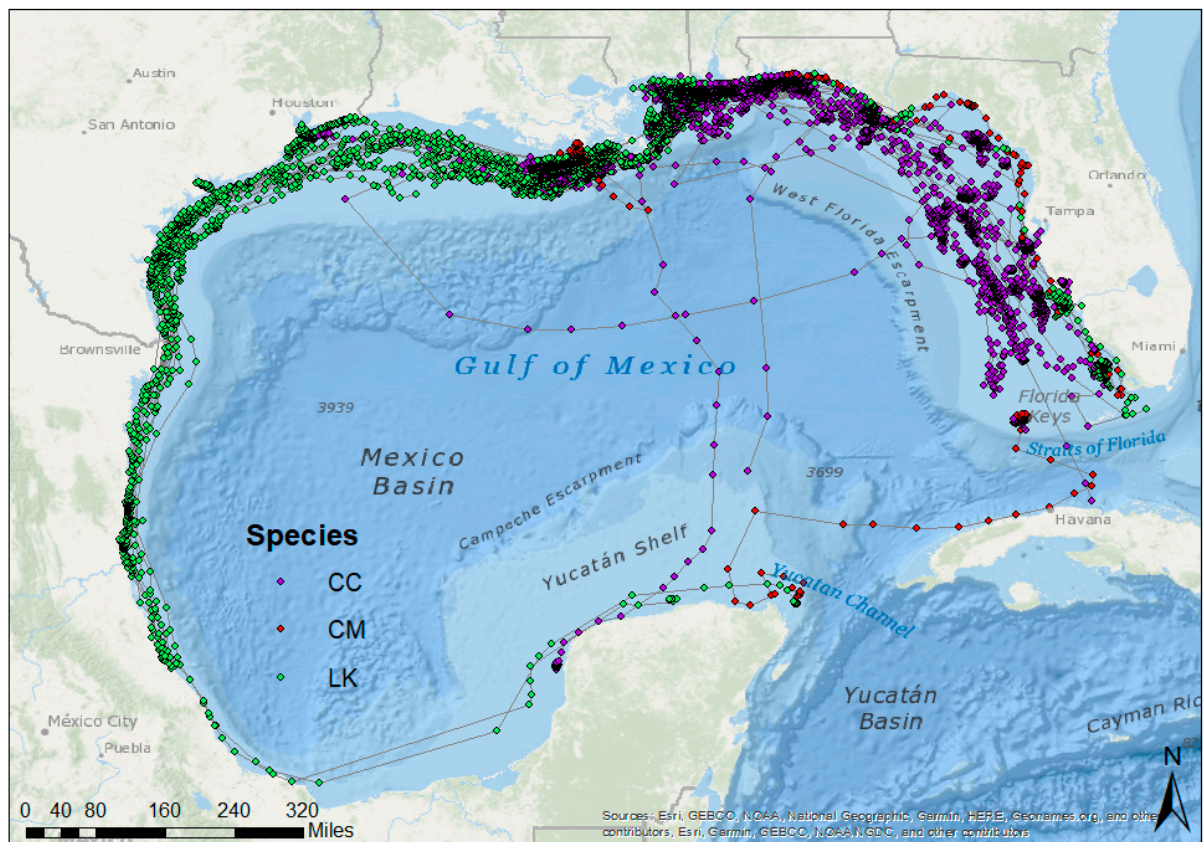 Austin
Houston
San Antonio
Orlando
Tampa
West Florida Escarpment
Brownsville
Miami
Gulf of Mexico
Florida
Keys
3939
Straits of Florida
Mexico
Basin
Campeche Escarpment
3699
Havana
Species
Yucatán Shelf
Yucatan Channel
CC
CM
LK
Yucatán
Basin
México City
Puebla
Cayman Rid
N
0 40 80 160 240 320
Miles
Sources: Esri, GEBCO, NOAA, National Geographic, Garmin, HERE, Geonames.org, and other
contributors, Esri, Garmin, GEBCO, NOAA NGDC, and other contributors